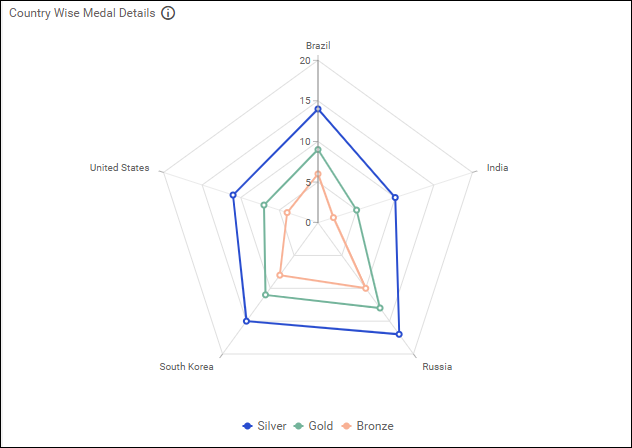 Country Wise Medal Details
Brazil
20
15
10
5
0
United States
India
South Korea
Russia
Silver Gold Bronze